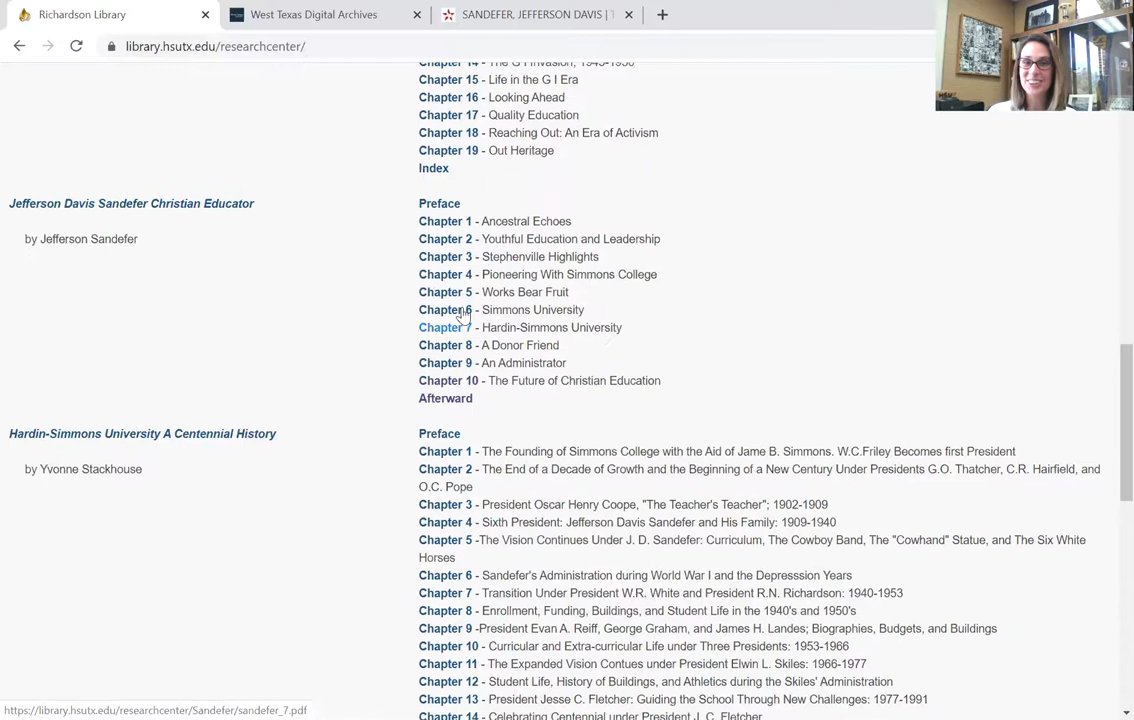 Richardson Library
West Texas Digital Archives
SANDEFER, JEFFERSON DAVIS | T
library.hsutx.edu/researchcenter/
Chapter 14 - The G I Invasion, 1945-1950
Chapter 15 - Life in the G I Era
Chapter 16 - Looking Ahead
Chapter 17 - Quality Education
Chapter 18 - Reaching Out: An Era of Activism
Chapter 19 - Out Heritage
Index
Jefferson Davis Sandefer Christian Educator
by Jefferson Sandefer
Preface
Chapter 1 - Ancestral Echoes
Chapter 2 - Youthful Education and Leadership
Chapter 3 - Stephenville Highlights
Chapter 4 - Pioneering With Simmons College
Chapter 5 - Works Bear Fruit
Chapter 6 - Simmons University
Chapter 7 - Hardin-Simmons University
Chapter 8 - A Donor Friend
Chapter 9 - An Administrator
Chapter 10 - The Future of Christian Education
Afterward
Hardin-Simmons University A Centennial History
by Yvonne Stackhouse
Preface
Chapter 1 - The Founding of Simmons College with the Aid of Jame B. Simmons. W.C.Friley Becomes first President
Chapter 2 - The End of a Decade of Growth and the Beginning of a New Century Under Presidents G.O. Thatcher, C.R. Hairfield, and
O.C. Pope
Chapter 3 - President Oscar Henry Coope, "The Teacher's Teacher"; 1902-1909
Chapter 4 - Sixth President: Jefferson Davis Sandefer and His Family: 1909-1940
Chapter 5 -The Vision Continues Under J. D. Sandefer: Curriculum, The Cowboy Band, The "Cowhand" Statue, and The Six White
Horses
Chapter 6 - Sandefer's Administration during World War I and the Depresssion Years
Chapter 7 - Transition Under President W.R. White and President R.N. Richardson: 1940-1953
Chapter 8 - Enrollment, Funding, Buildings, and Student Life in the 1940's and 1950's
Chapter 9 -President Evan A. Reiff, George Graham, and James H. Landes; Biographies, Budgets, and Buildings
Chapter 10 - Curricular and Extra-curricular Life under Three Presidents: 1953-1966
Chapter 11 - The Expanded Vision Contues under President Elwin L. Skiles: 1966-1977
Chapter 12 - Student Life, History of Buildings, and Athletics during the Skiles' Administration
Chapter 13 - President Jesse C. Fletcher: Guiding the School Through New Challenges: 1977-1991
Chapter 14 - Celebrating Centennial under President J. C. Fletcher
https://library.hsutx.edu/researchcenter/Sandefer/sandefer_7.pdf